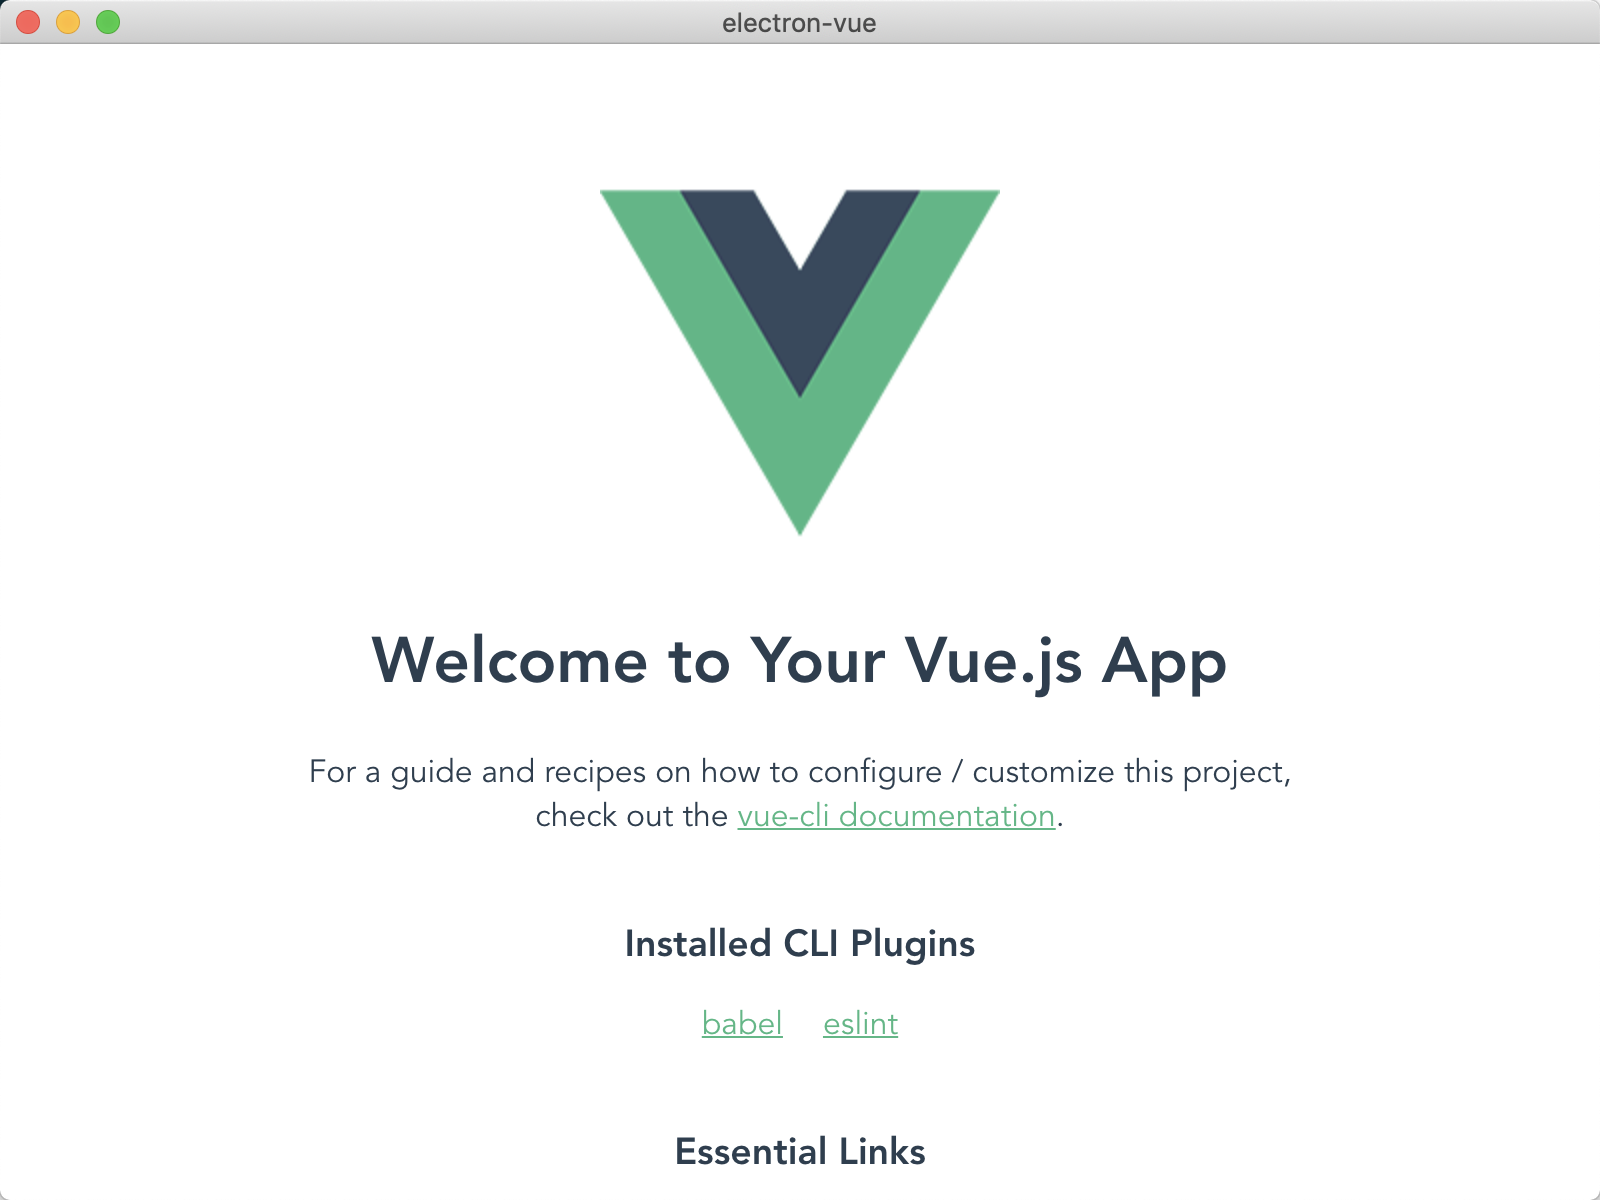 electron-vue
Welcome to Your Vue.js App
For a guide and recipes on how to configure / customize this project,
check out the vue-cli documentation.
Installed CLI Plugins
babel eslint
Essential Links